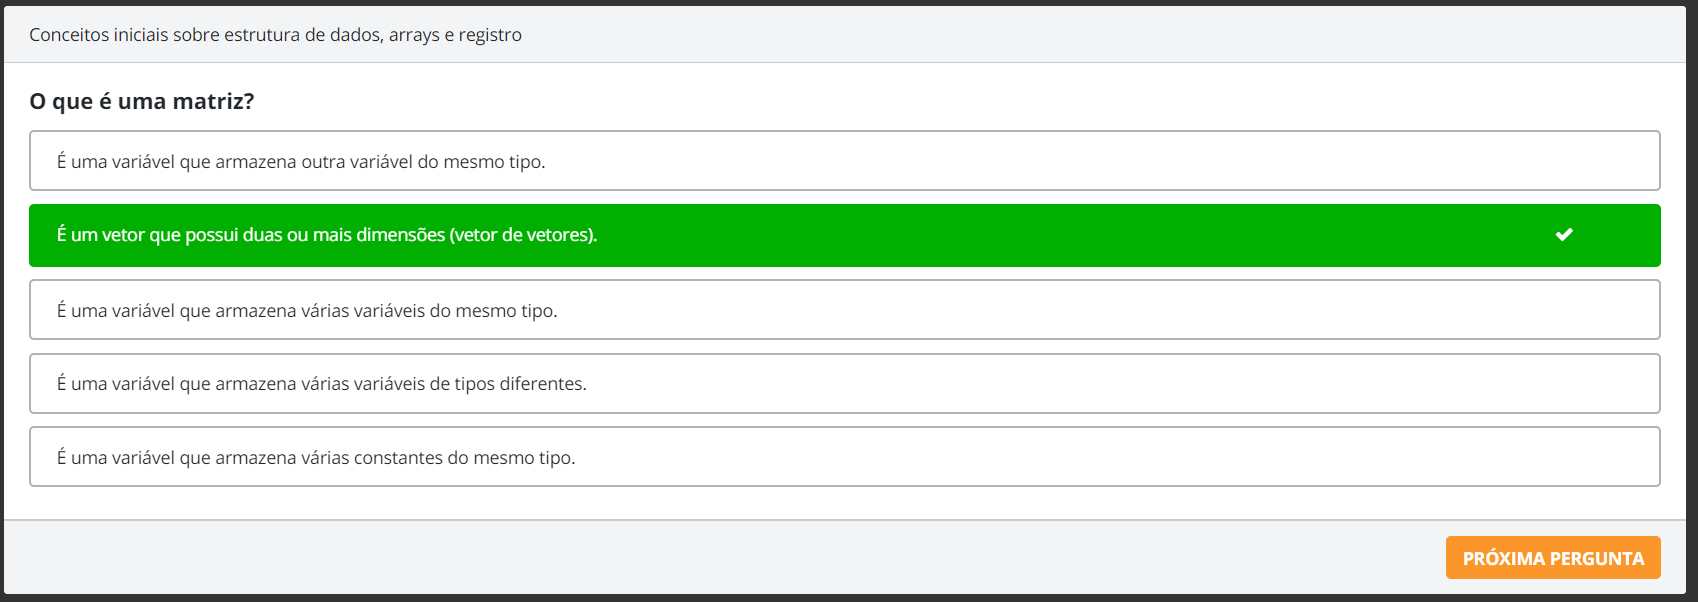 Conceitos iniciais sobre estrutura de dados, arrays e registro
O que é uma matriz?
É uma variável que armazena outra variável do mesmo tipo.
É um vetor que possui duas ou mais dimensões (vetor de vetores).
É uma variável que armazena várias variáveis do mesmo tipo.
É uma variável que armazena várias variáveis de tipos diferentes.
É uma variável que armazena várias constantes do mesmo tipo.
PRÓXIMA PERGUNTA